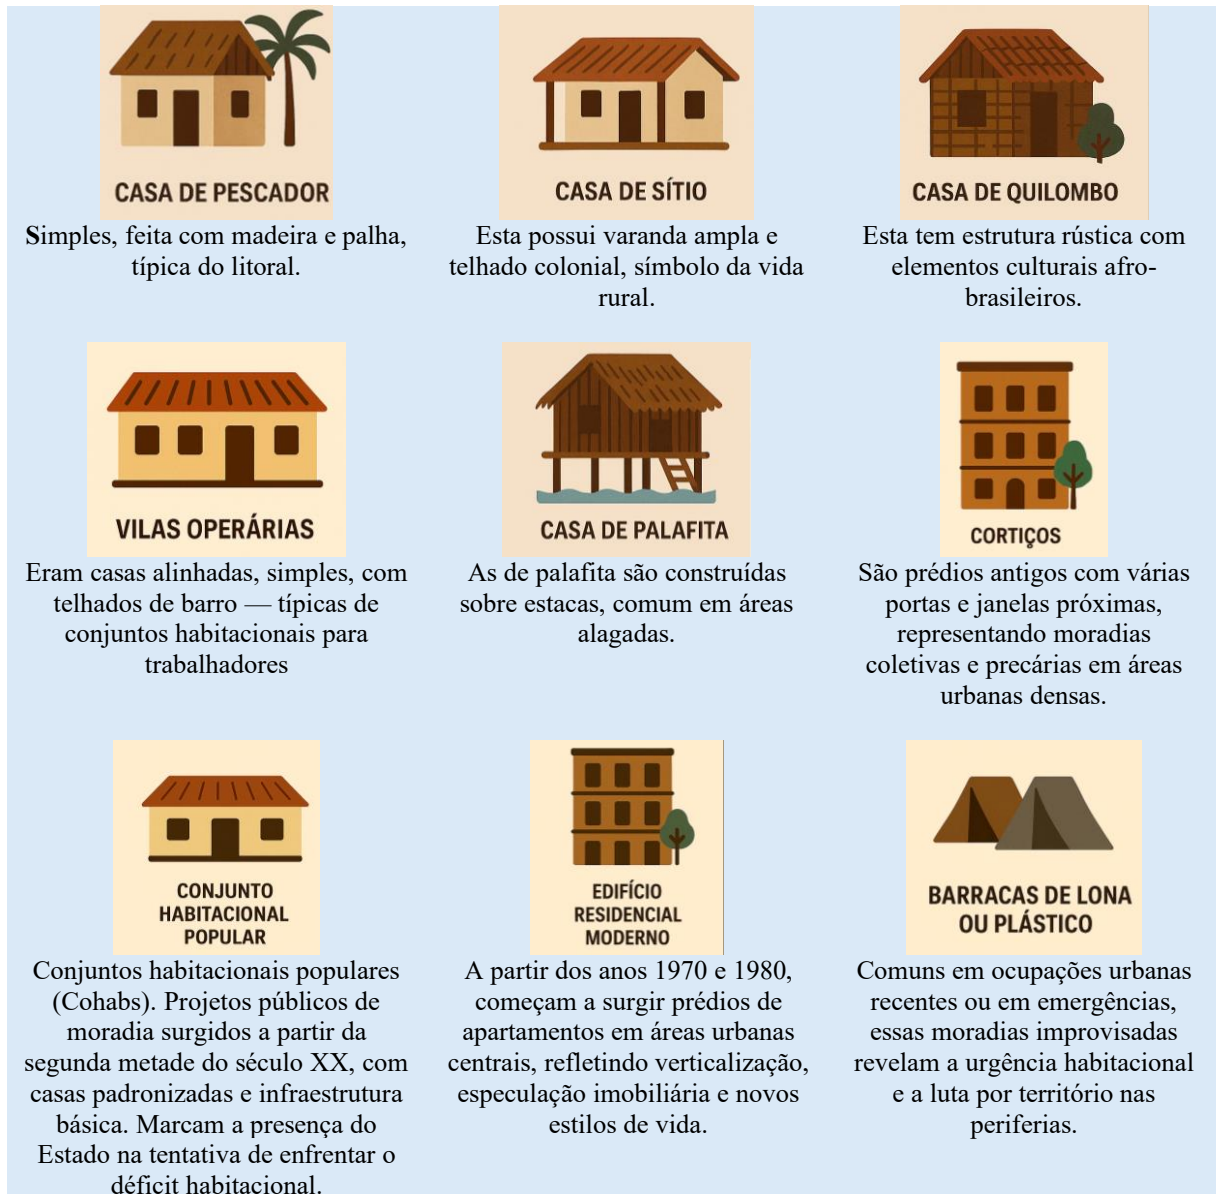 CASA DE PESCADOR
Simples, feita com madeira e palha,
típica do litoral.
CASA DE SÍTIO
Esta possui varanda ampla e
telhado colonial, símbolo da vida
rural.
CASA DE QUILOMBO
Esta tem estrutura rústica com
elementos culturais afro-
brasileiros.
VILAS OPERÁRIAS
Eram casas alinhadas, simples, com
telhados de barro — típicas de
conjuntos habitacionais para
trabalhadores
CASA DE PALAFITA
As de palafita são construídas
sobre estacas, comum em áreas
alagadas.
CORTIÇOS
São prédios antigos com várias
portas e janelas próximas,
representando moradias
coletivas e precárias em áreas
urbanas densas.
CONJUNTO
HABITACIONAL
POPULAR
Conjuntos habitacionais populares
(Cohabs). Projetos públicos de
moradia surgidos a partir da
segunda metade do século XX, com
casas padronizadas e infraestrutura
básica. Marcam a presença do
Estado na tentativa de enfrentar o
déficit habitacional.
EDIFÍCIO
RESIDENCIAL
MODERNO
A partir dos anos 1970 e 1980,
começam a surgir prédios de
apartamentos em áreas urbanas
centrais, refletindo verticalização,
especulação imobiliária e novos
estilos de vida.
BARRACAS DE LONA
OU PLÁSTICO
Comuns em ocupações urbanas
recentes ou em emergências,
essas moradias improvisadas
revelam a urgência habitacional
e a luta por território nas
periferias.